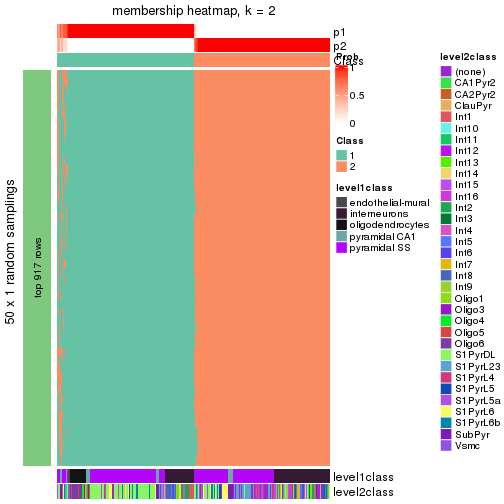 membership heatmap, k = 2
p1
p2
Class
50 x 1 random samplings
top 917 rows
level1class
level2class
Prob
1
0.5
0
Class
1
2
level1class
endothelial-mural
interneurons
oligodendrocytes
pyramidal CA1
pyramidal SS
level2class
(none)
CA1Pyr2
CA2Pyr2
ClauPyr
Int1
Int10
Int11
Int12
Int13
Int14
Int15
Int16
Int2
Int3
Int4
Int5
Int6
Int7
Int8
Int9
Oligo1
Oligo3
Oligo4
Oligo5
Oligo6
S1PyrDL
S1PyrL23
S1PyrL4
S1PyrL5
S1PyrL5a
S1PyrL6
S1PyrL6b
SubPyr
Vsmc